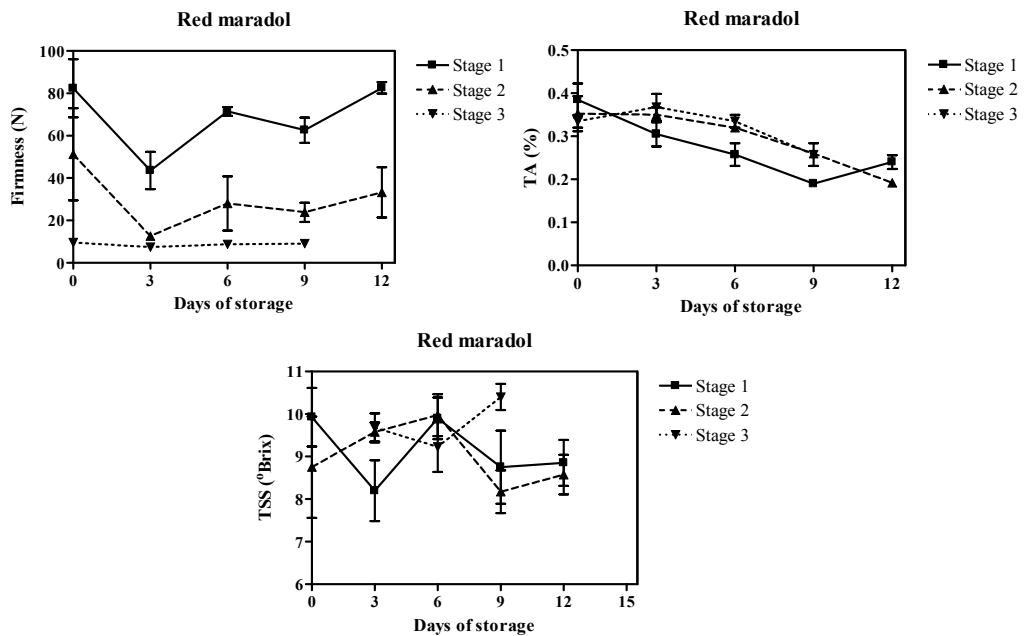 Red maradol
100
80
60
40
20
0
Firmness (N)
0 3 6 9 12
Days of storage
Stage 1
Stage 2
Stage 3
Red maradol
0.5
0.4
0.3
0.2
0.1
0.0
TA (%)
0 3 6 9 12
Days of storage
Stage 1
Stage 2
Stage 3
Red maradol
11
10
9
8
7
6
TSS (ºBrix)
0 3 6 9 12 15
Days of storage
Stage 1
Stage 2
Stage 3